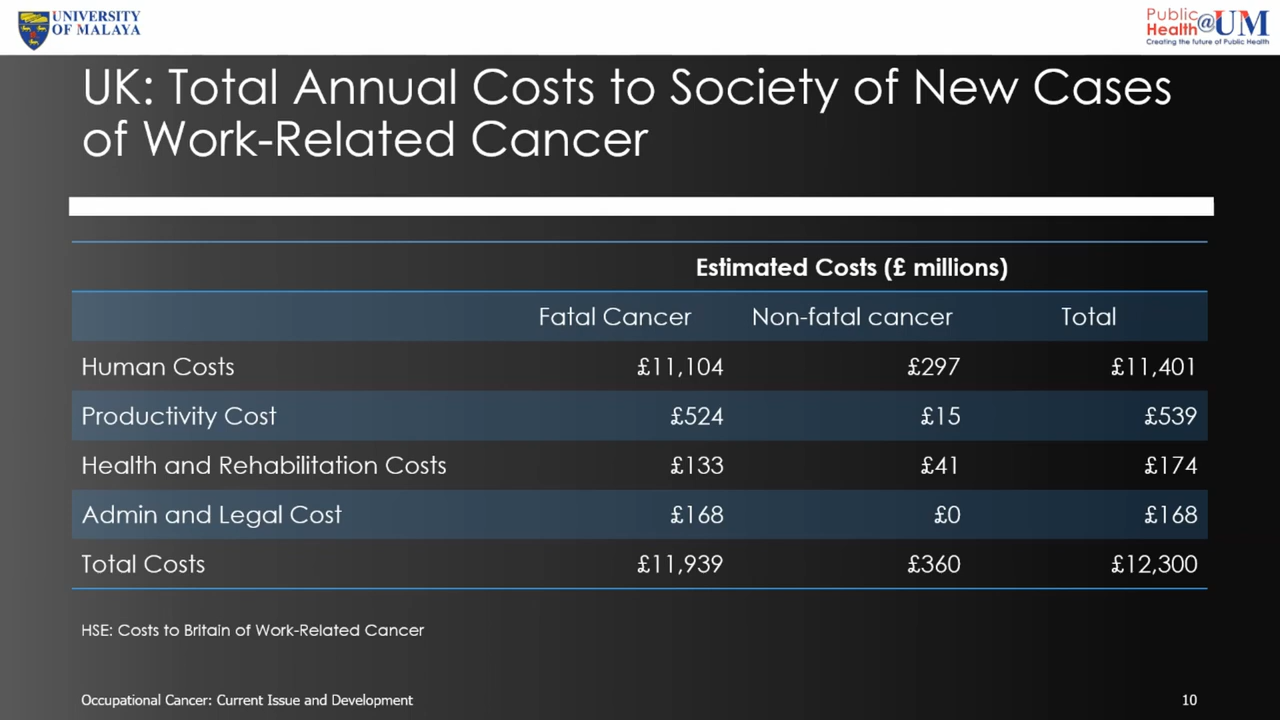 UNIVERSITY
OF MALAYA
Public
Health@UM
Creating the future of Public Health
UK: Total Annual Costs to Society of New Cases
of Work-Related Cancer
Estimated Costs (£ millions)
Fatal Cancer Non-fatal cancer Total
Human Costs £11,104 £297 £11,401
Productivity Cost £524 £15 £539
Health and Rehabilitation Costs £133 £41 £174
Admin and Legal Cost £168 £0 £168
Total Costs £11,939 £360 £12,300
HSE: Costs to Britain of Work-Related Cancer
Occupational Cancer: Current Issue and Development 10